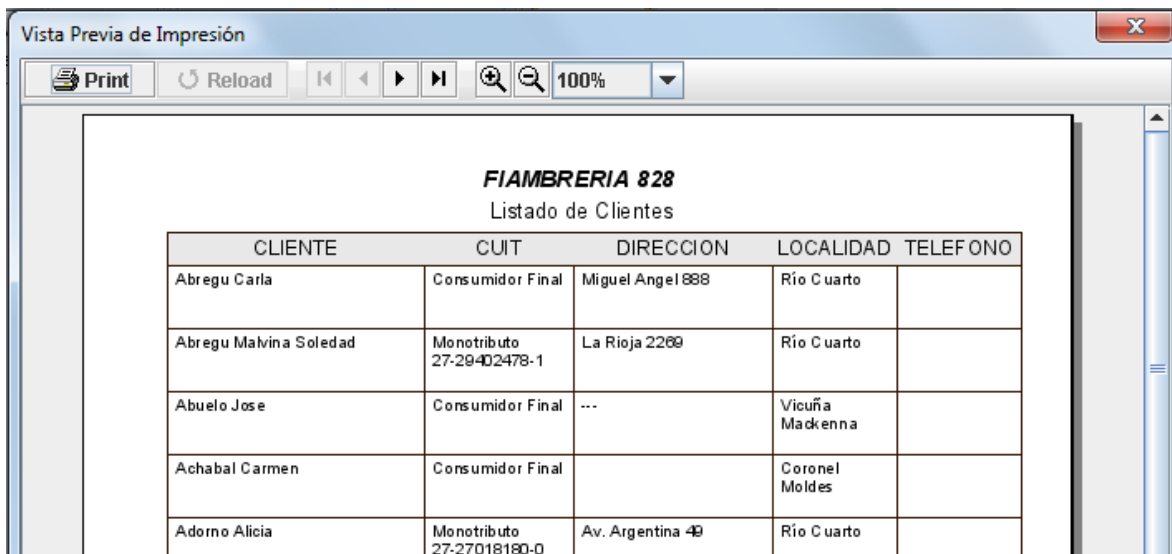 Vista Previa de Impresión
Print Reload 100%
FIAMBRERIA 828
Listado de Clientes
CLIENTE CUIT DIRECCION LOCALIDAD TELEFONO
Abregu Carla Consumidor Final Miguel Angel 888 Río Cuarto
Abregu Malvina Soledad Monotributo La Rioja 2269 Río Cuarto
27-29402478-1
Abuelo Jose Consumidor Final --- Vicuña
Mackenna
Achabal Carmen Consumidor Final Coronel
Moldes
Adorno Alicia Monotributo Av. Argentina 49 Río Cuarto
27-27018180-0